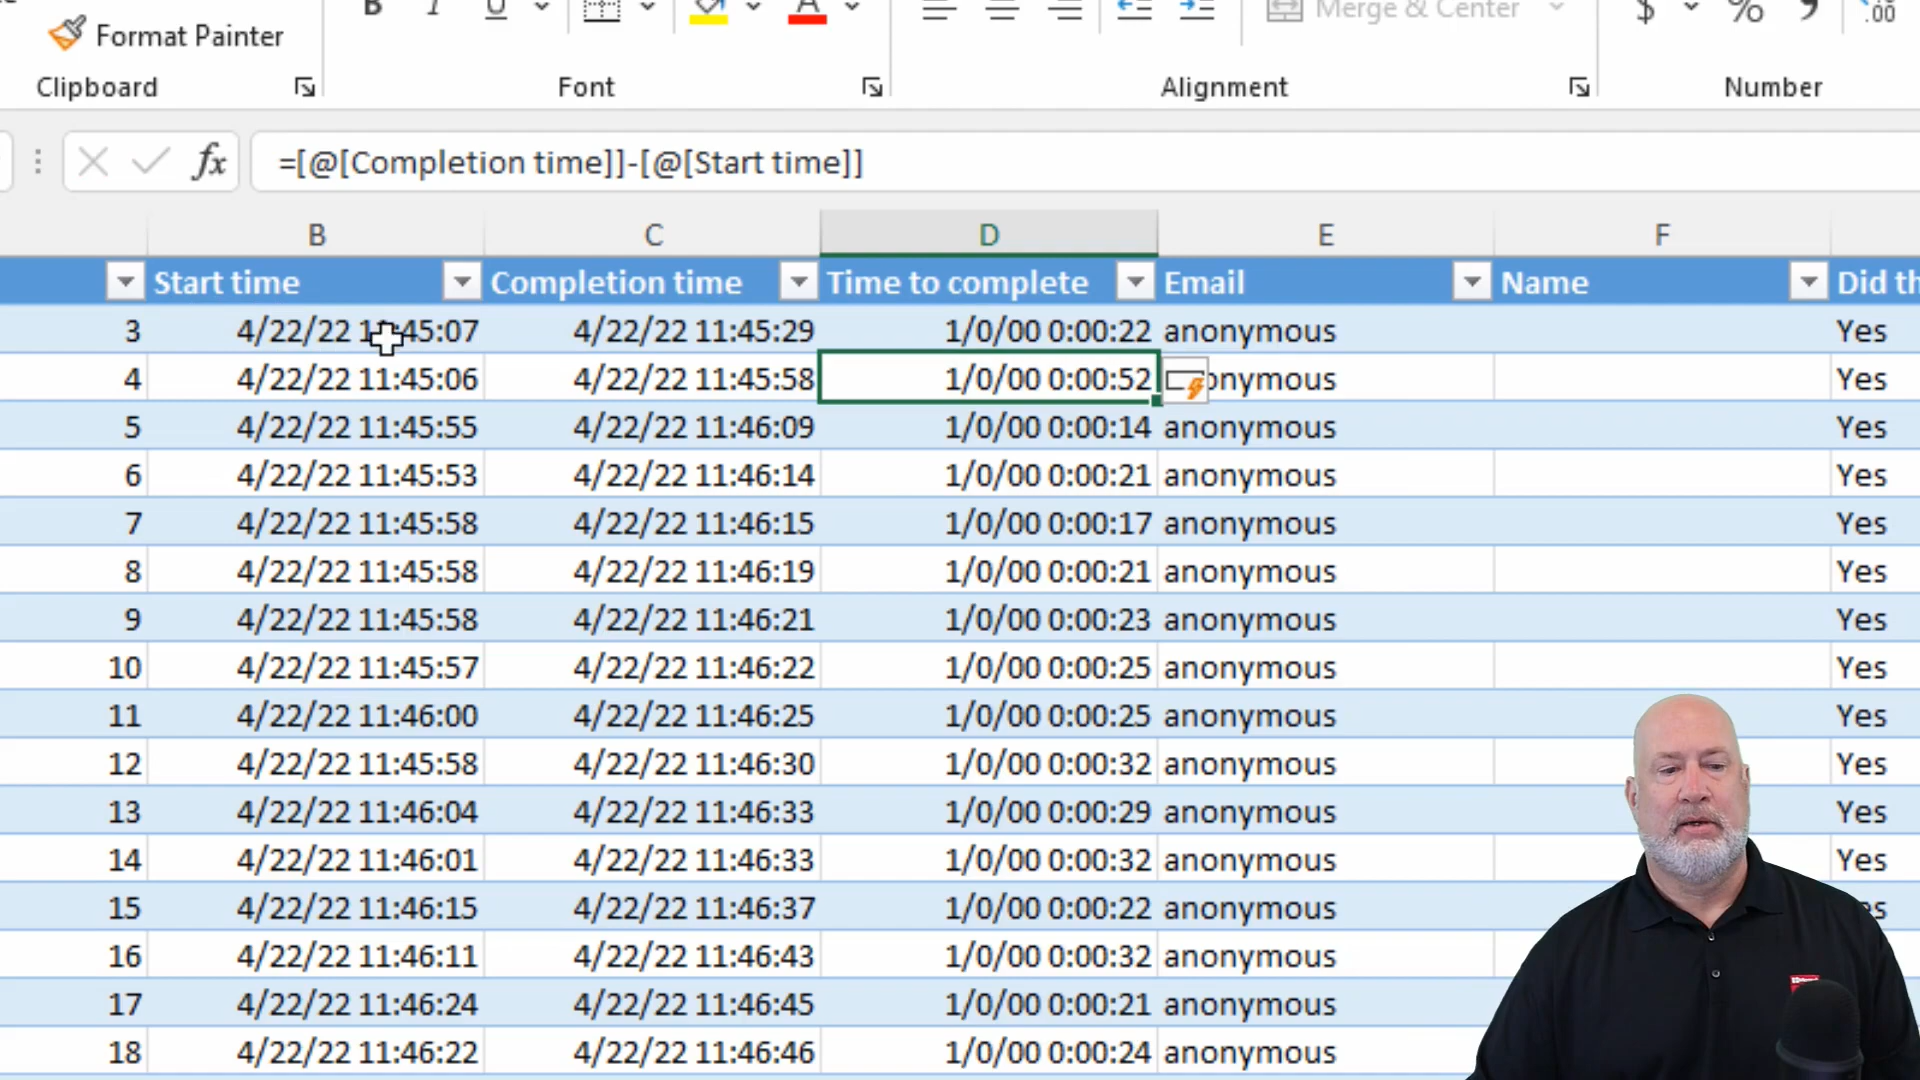 B I U A Merge & Center $ % 9 .00
Format Painter
Clipboard Font Alignment Number
fx =[@[Completion time]]-[@[Start time]]
B C D E F
Start time Completion time Time to complete Email Name Did th
3 4/22/22 11:45:07 4/22/22 11:45:29 1/0/00 0:00:22 anonymous Yes
4 4/22/22 11:45:06 4/22/22 11:45:58 1/0/00 0:00:52 onymous Yes
5 4/22/22 11:45:55 4/22/22 11:46:09 1/0/00 0:00:14 anonymous Yes
6 4/22/22 11:45:53 4/22/22 11:46:14 1/0/00 0:00:21 anonymous Yes
7 4/22/22 11:45:58 4/22/22 11:46:15 1/0/00 0:00:17 anonymous Yes
8 4/22/22 11:45:58 4/22/22 11:46:19 1/0/00 0:00:21 anonymous Yes
9 4/22/22 11:45:58 4/22/22 11:46:21 1/0/00 0:00:23 anonymous Yes
10 4/22/22 11:45:57 4/22/22 11:46:22 1/0/00 0:00:25 anonymous Yes
11 4/22/22 11:46:00 4/22/22 11:46:25 1/0/00 0:00:25 anonymous Yes
12 4/22/22 11:45:58 4/22/22 11:46:30 1/0/00 0:00:32 anonymous Yes
13 4/22/22 11:46:04 4/22/22 11:46:33 1/0/00 0:00:29 anonymous Yes
14 4/22/22 11:46:01 4/22/22 11:46:33 1/0/00 0:00:32 anonymous Yes
15 4/22/22 11:46:15 4/22/22 11:46:37 1/0/00 0:00:22 anonymous es
16 4/22/22 11:46:11 4/22/22 11:46:43 1/0/00 0:00:32 anonymous
17 4/22/22 11:46:24 4/22/22 11:46:45 1/0/00 0:00:21 anonymous
18 4/22/22 11:46:22 4/22/22 11:46:46 1/0/00 0:00:24 anonymous